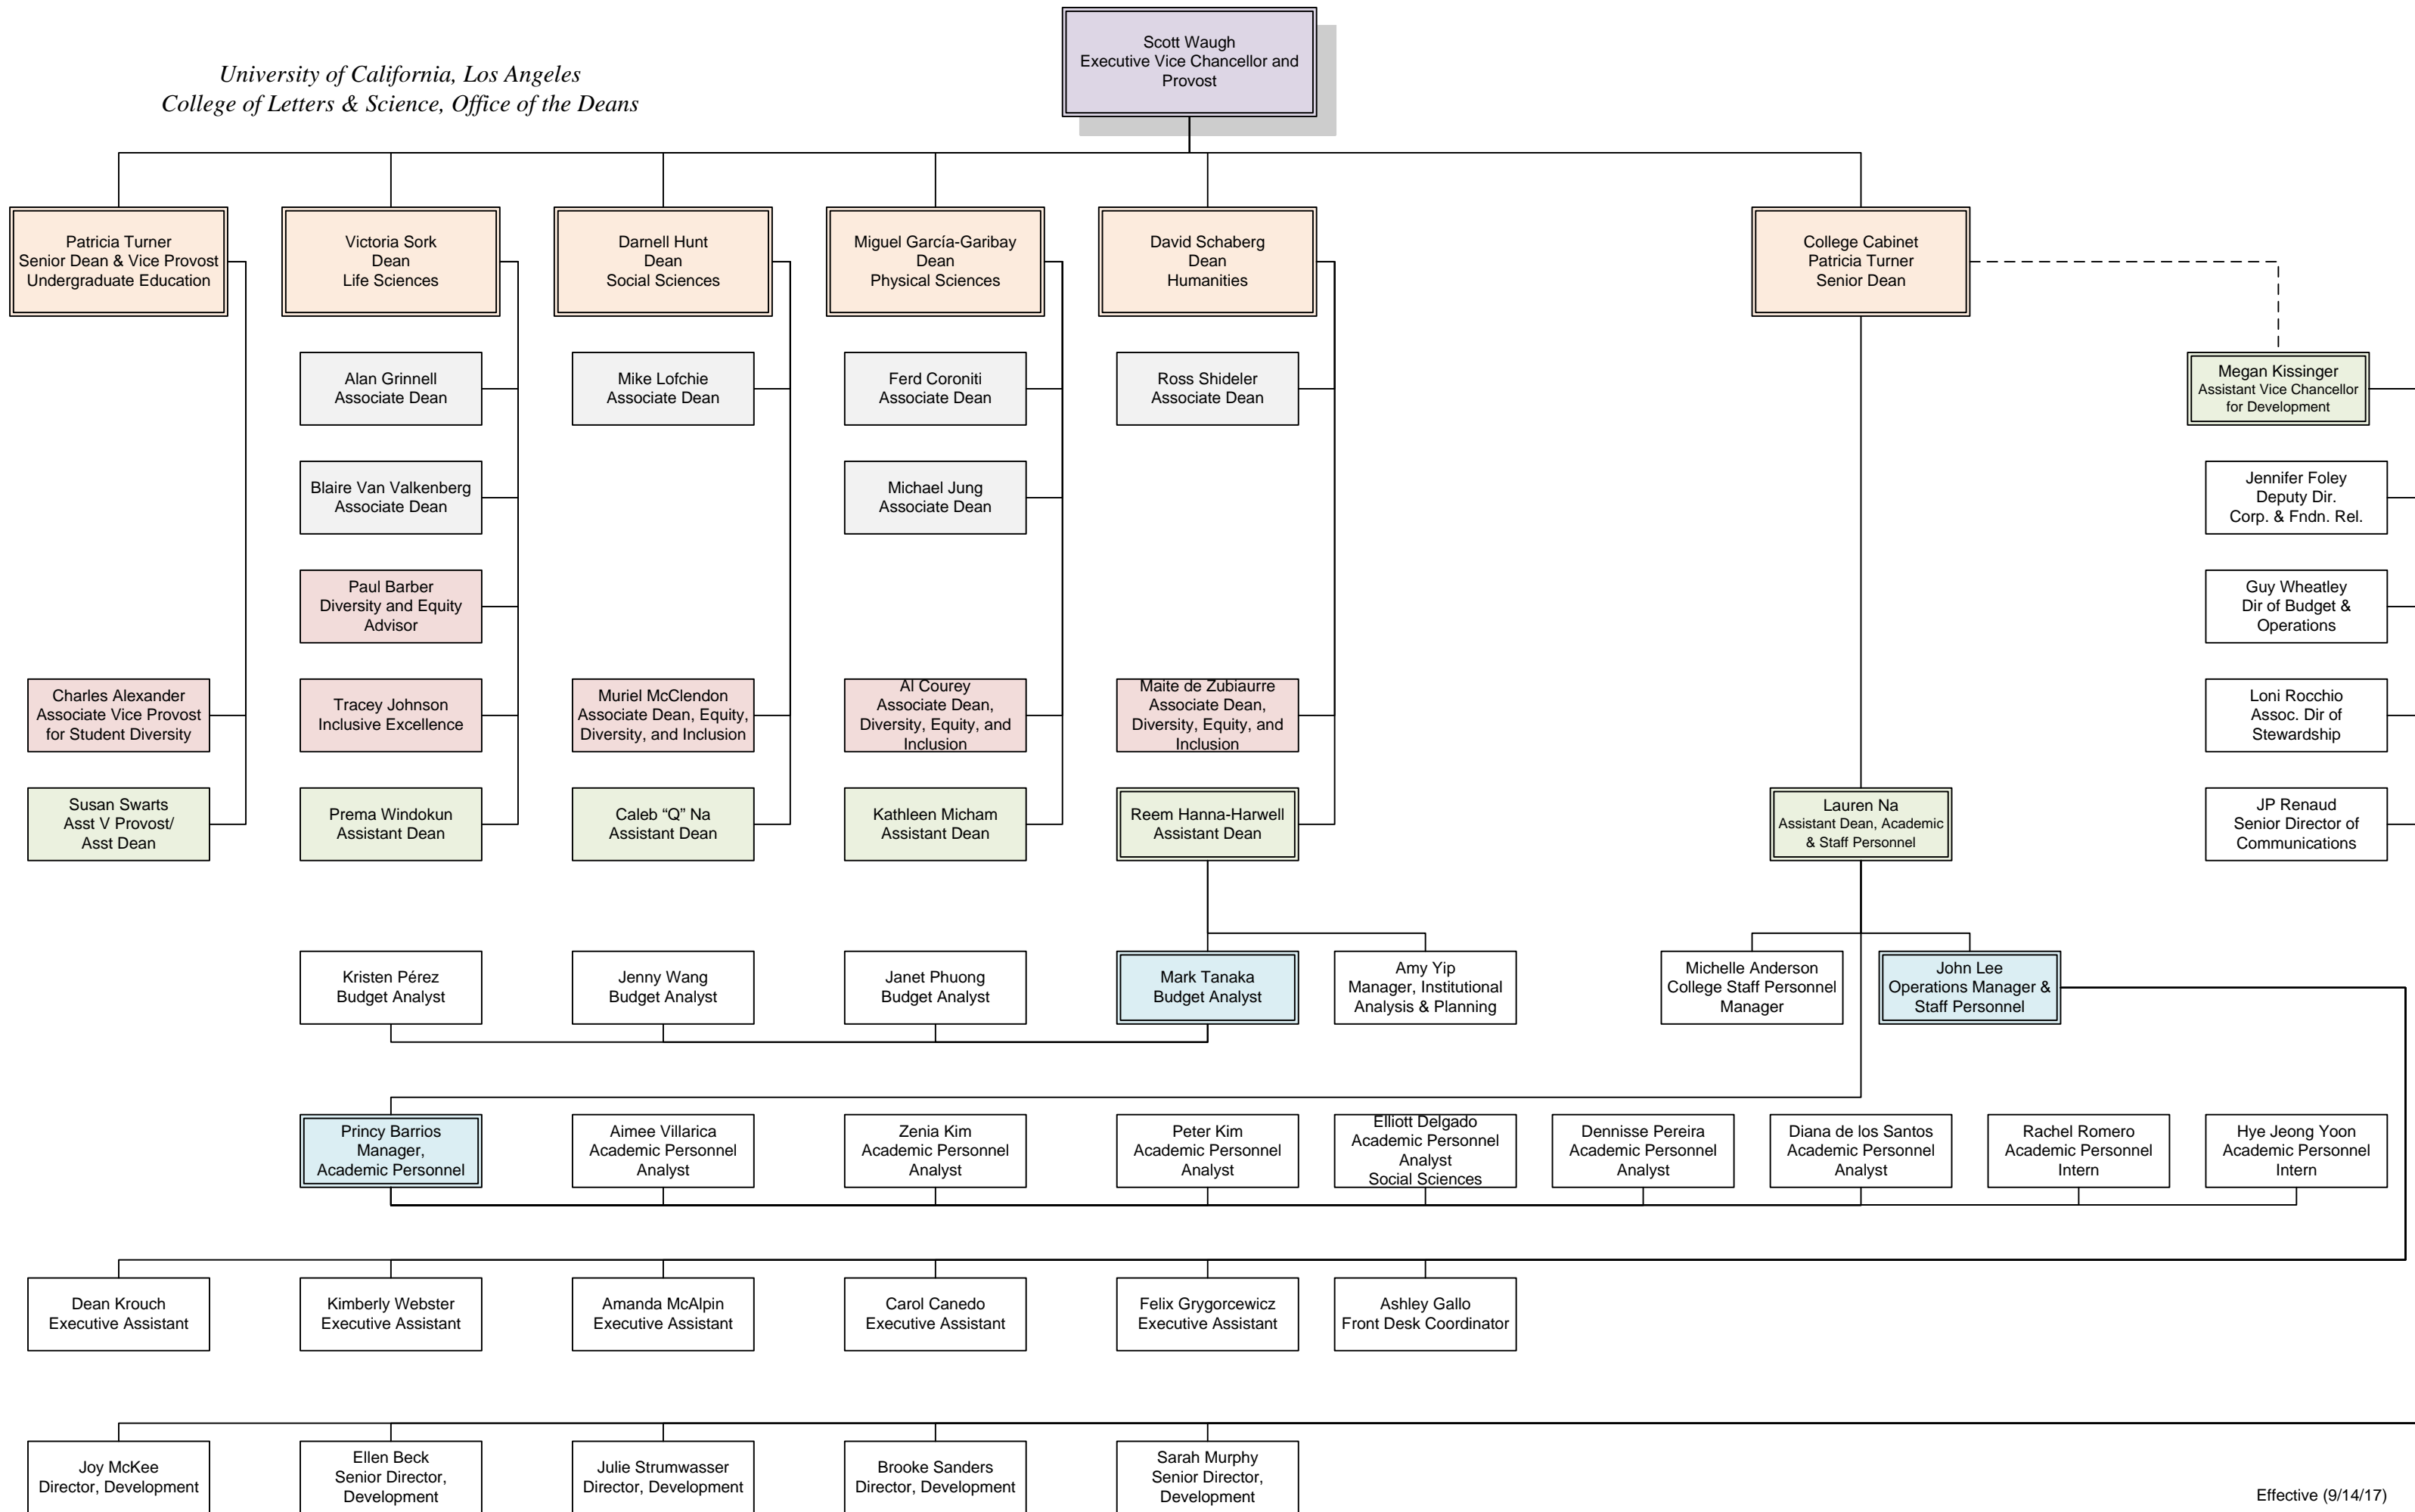 Scott Waugh
Executive Vice Chancellor and
Provost
University of California, Los Angeles
College of Letters & Science, Office of the Deans
Patricia Turner
Senior Dean & Vice Provost
Undergraduate Education
Victoria Sork
Dean
Life Sciences
Darnell Hunt
Dean
Social Sciences
Miguel García-Garibay
Dean
Physical Sciences
David Schaberg
Dean
Humanities
College Cabinet
Patricia Turner
Senior Dean
Alan Grinnell
Associate Dean
Mike Lofchie
Associate Dean
Ferd Coroniti
Associate Dean
Ross Shideler
Associate Dean
Megan Kissinger
Assistant Vice Chancellor
for Development
Blaire Van Valkenberg
Associate Dean
Michael Jung
Associate Dean
Jennifer Foley
Deputy Dir.
Corp. & Fndn. Rel.
Paul Barber
Diversity and Equity
Advisor
Guy Wheatley
Dir of Budget &
Operations
Charles Alexander
Associate Vice Provost
for Student Diversity
Tracey Johnson
Inclusive Excellence
Muriel McClendon
Associate Dean, Equity,
Diversity, and Inclusion
Al Courey
Associate Dean,
Diversity, Equity, and
Inclusion
Maite de Zubiaurre
Associate Dean,
Diversity, Equity, and
Inclusion
Loni Rocchio
Assoc. Dir of
Stewardship
Susan Swarts
Asst V Provost/
Asst Dean
Prema Windokun
Assistant Dean
Caleb “Q” Na
Assistant Dean
Kathleen Micham
Assistant Dean
Reem Hanna-Harwell
Assistant Dean
Lauren Na
Assistant Dean, Academic
& Staff Personnel
JP Renaud
Senior Director of
Communications
Kristen Pérez
Budget Analyst
Jenny Wang
Budget Analyst
Janet Phuong
Budget Analyst
Mark Tanaka
Budget Analyst
Amy Yip
Manager, Institutional
Analysis & Planning
Michelle Anderson
College Staff Personnel
Manager
John Lee
Operations Manager &
Staff Personnel
Princy Barrios
Manager,
Academic Personnel
Aimee Villarica
Academic Personnel
Analyst
Zenia Kim
Academic Personnel
Analyst
Peter Kim
Academic Personnel
Analyst
Elliott Delgado
Academic Personnel
Analyst
Social Sciences
Dennisse Pereira
Academic Personnel
Analyst
Diana de los Santos
Academic Personnel
Analyst
Rachel Romero
Academic Personnel
Intern
Hye Jeong Yoon
Academic Personnel
Intern
Dean Krouch
Executive Assistant
Kimberly Webster
Executive Assistant
Amanda McAlpin
Executive Assistant
Carol Canedo
Executive Assistant
Felix Grygorcewicz
Executive Assistant
Ashley Gallo
Front Desk Coordinator
Joy McKee
Director, Development
Ellen Beck
Senior Director,
Development
Julie Strumwasser
Director, Development
Brooke Sanders
Director, Development
Sarah Murphy
Senior Director,
Development
Effective (9/14/17)